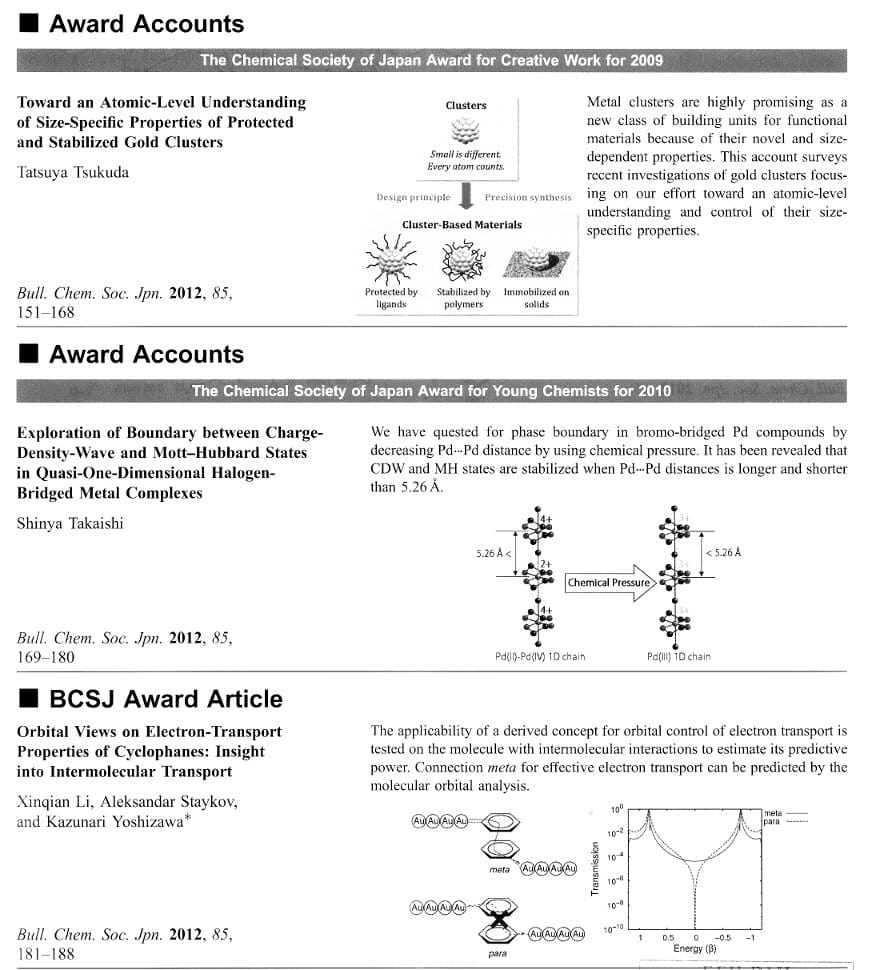 ■ Award Accounts
The Chemical Society of Japan Award for Creative Work for 2009
Toward an Atomic-Level Understanding
of Size-Specific Properties of Protected
and Stabilized Gold Clusters
Tatsuya Tsukuda
Bull. Chem. Soc. Jpn. 2012, 85,
151–168
Clusters
Small is different.
Every atom counts.
Design principle Precision synthesis
Cluster-Based Materials
Protected by Stabilized by Immobilized on
ligands polymers solids
Metal clusters are highly promising as a
new class of building units for functional
materials because of their novel and size-
dependent properties. This account surveys
recent investigations of gold clusters focus-
ing on our effort toward an atomic-level
understanding and control of their size-
specific properties.
■ Award Accounts
The Chemical Society of Japan Award for Young Chemists for 2010
Exploration of Boundary between Charge-
Density-Wave and Mott–Hubbard States
in Quasi-One-Dimensional Halogen-
Bridged Metal Complexes
Shinya Takaishi
Bull. Chem. Soc. Jpn. 2012, 85,
169–180
We have quested for phase boundary in bromo-bridged Pd compounds by
decreasing Pd···Pd distance by using chemical pressure. It has been revealed that
CDW and MH states are stabilized when Pd···Pd distances is longer and shorter
than 5.26 Å.
4+ 3+
5.26 Å < < 5.26 Å
2+ 3+
Chemical Pressure
4+ 3+
Pd(II)-Pd(IV) 1D chain Pd(III) 1D chain
■ BCSJ Award Article
Orbital Views on Electron-Transport
Properties of Cyclophanes: Insight
into Intermolecular Transport
Xinqian Li, Aleksandar Staykov,
and Kazunari Yoshizawa*
Bull. Chem. Soc. Jpn. 2012, 85,
181–188
The applicability of a derived concept for orbital control of electron transport is
tested on the molecule with intermolecular interactions to estimate its predictive
power. Connection meta for effective electron transport can be predicted by the
molecular orbital analysis.
Au Au Au Au
meta Au Au Au Au
Au Au Au Au
Au Au Au Au
para
Transmission
10⁰
10⁻²
10⁻⁴
10⁻⁶
10⁻⁸
10⁻¹⁰
1 0.5 0 −0.5 −1
Energy (β)
meta
para